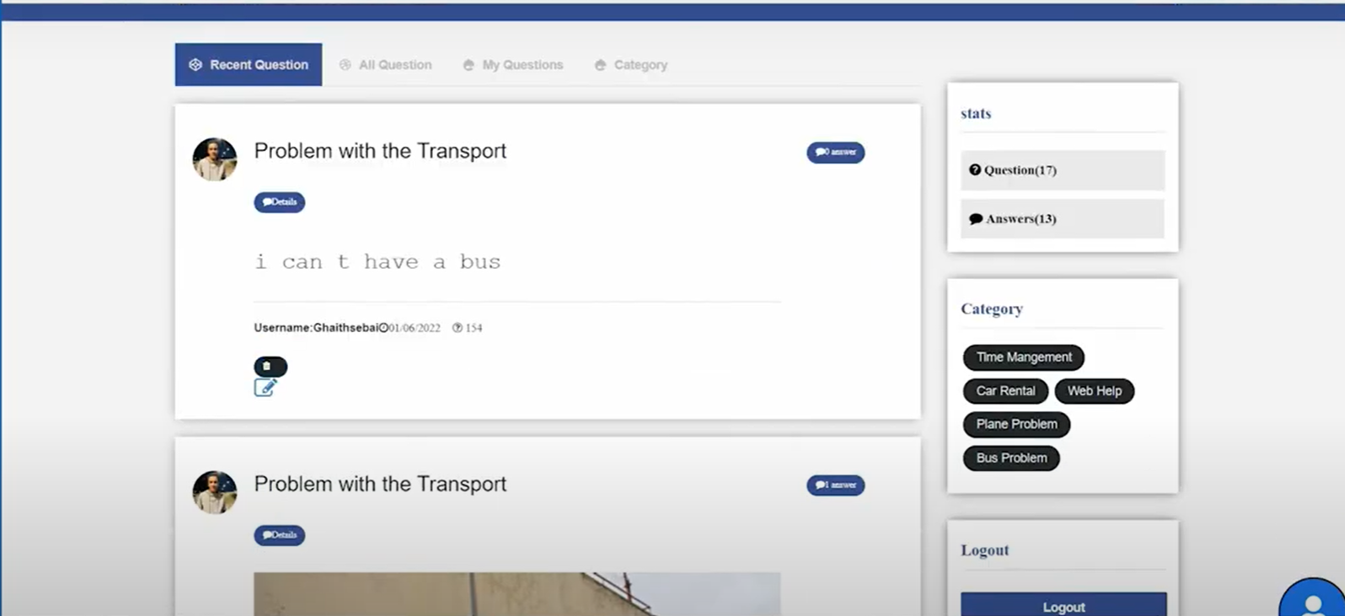 Recent Question
All Question
My Questions
Category
Problem with the Transport
0 answer
Details
i can t have a bus
Username:Ghaithsebai 01/06/2022 154
Problem with the Transport
1 answer
Details
stats
Question(17)
Answers(13)
Category
Time Mangement
Car Rental
Web Help
Plane Problem
Bus Problem
Logout
Logout